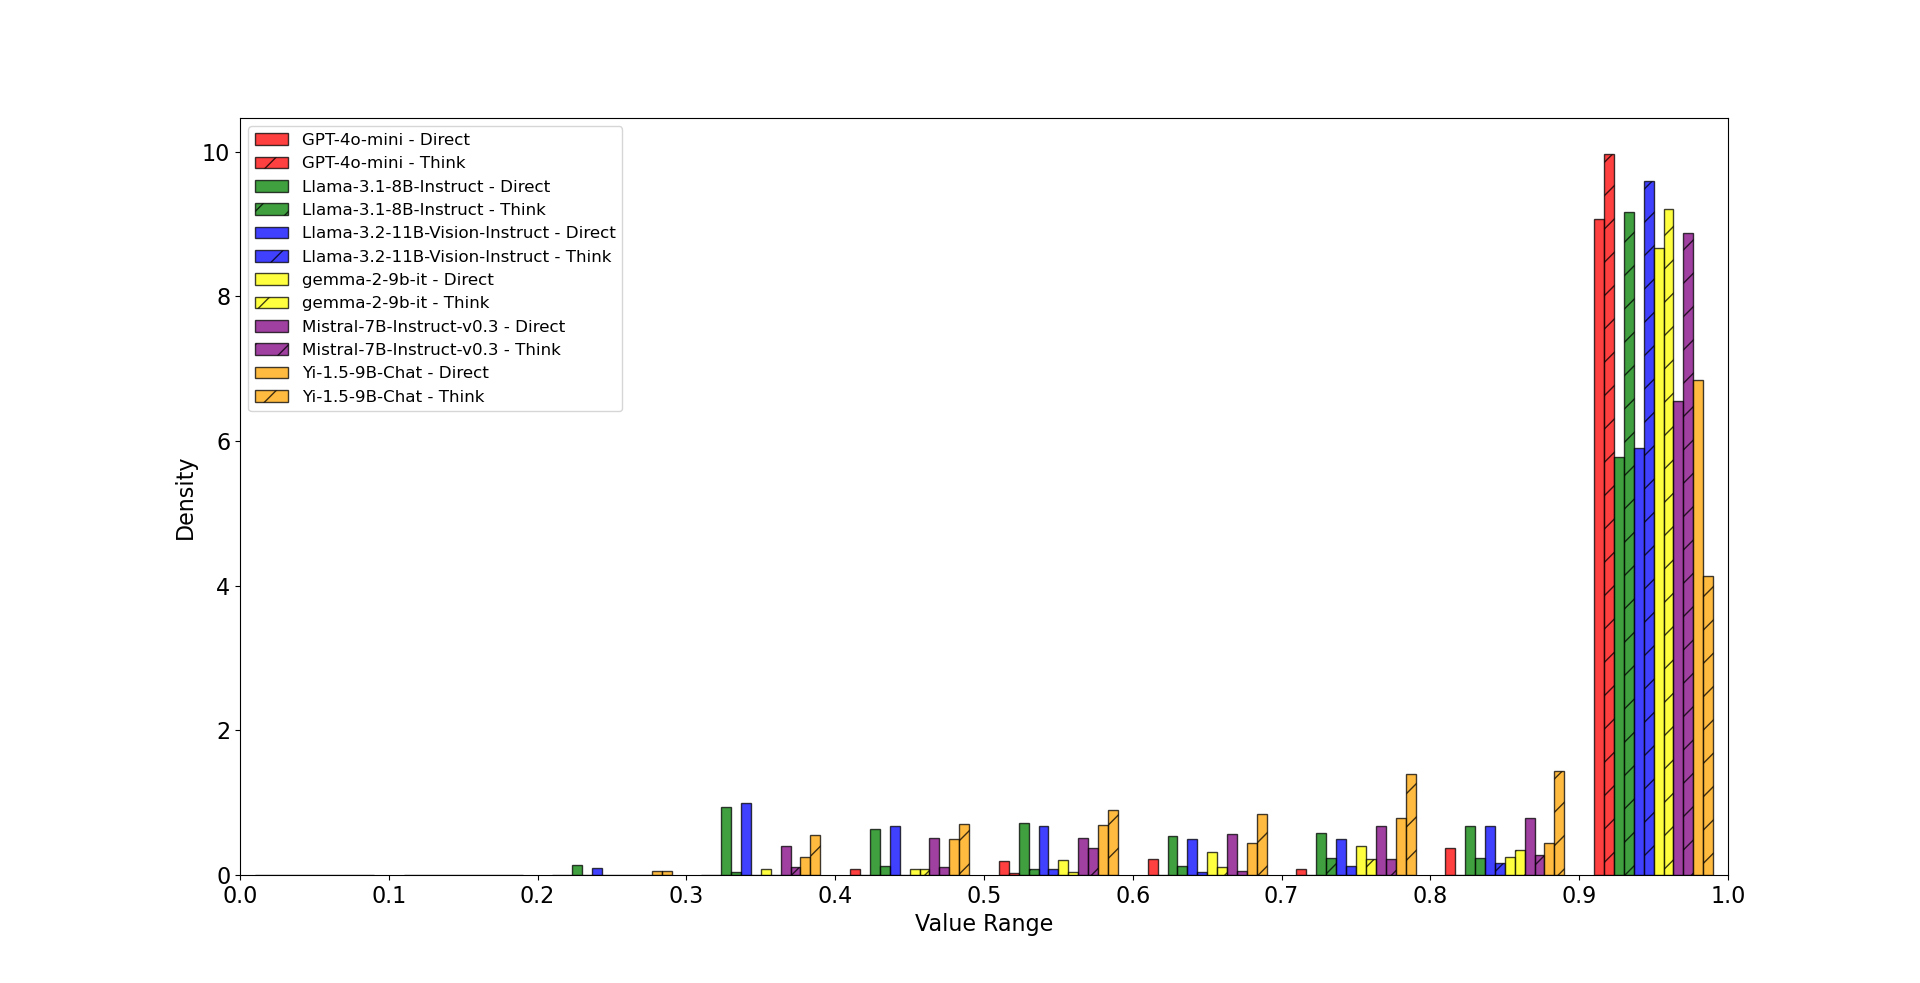 GPT-4o-mini - Direct
GPT-4o-mini - Think
Llama-3.1-8B-Instruct - Direct
Llama-3.1-8B-Instruct - Think
Llama-3.2-11B-Vision-Instruct - Direct
Llama-3.2-11B-Vision-Instruct - Think
gemma-2-9b-it - Direct
gemma-2-9b-it - Think
Mistral-7B-Instruct-v0.3 - Direct
Mistral-7B-Instruct-v0.3 - Think
Yi-1.5-9B-Chat - Direct
Yi-1.5-9B-Chat - Think
10
8
6
4
2
0
Density
0.0 0.1 0.2 0.3 0.4 0.5 0.6 0.7 0.8 0.9 1.0
Value Range